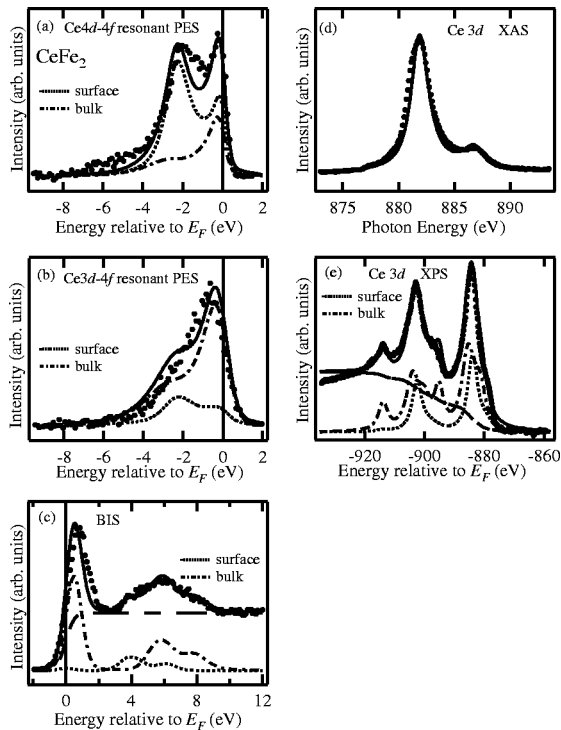 (a) Ce4d-4f resonant PES
CeFe2
surface
bulk
Intensity (arb. units)
-8 -6 -4 -2 0 2
Energy relative to EF (eV)
(b) Ce3d-4f resonant PES
surface
bulk
Intensity (arb. units)
-8 -6 -4 -2 0 2
Energy relative to EF (eV)
(c) BIS
surface
bulk
Intensity (arb. units)
0 4 8 12
Energy relative to EF (eV)
(d) Ce 3d XAS
Intensity (arb. units)
875 880 885 890
Photon Energy (eV)
(e) Ce 3d XPS
surface
bulk
Intensity (arb. units)
-920 -900 -880 -860
Energy relative to EF (eV)